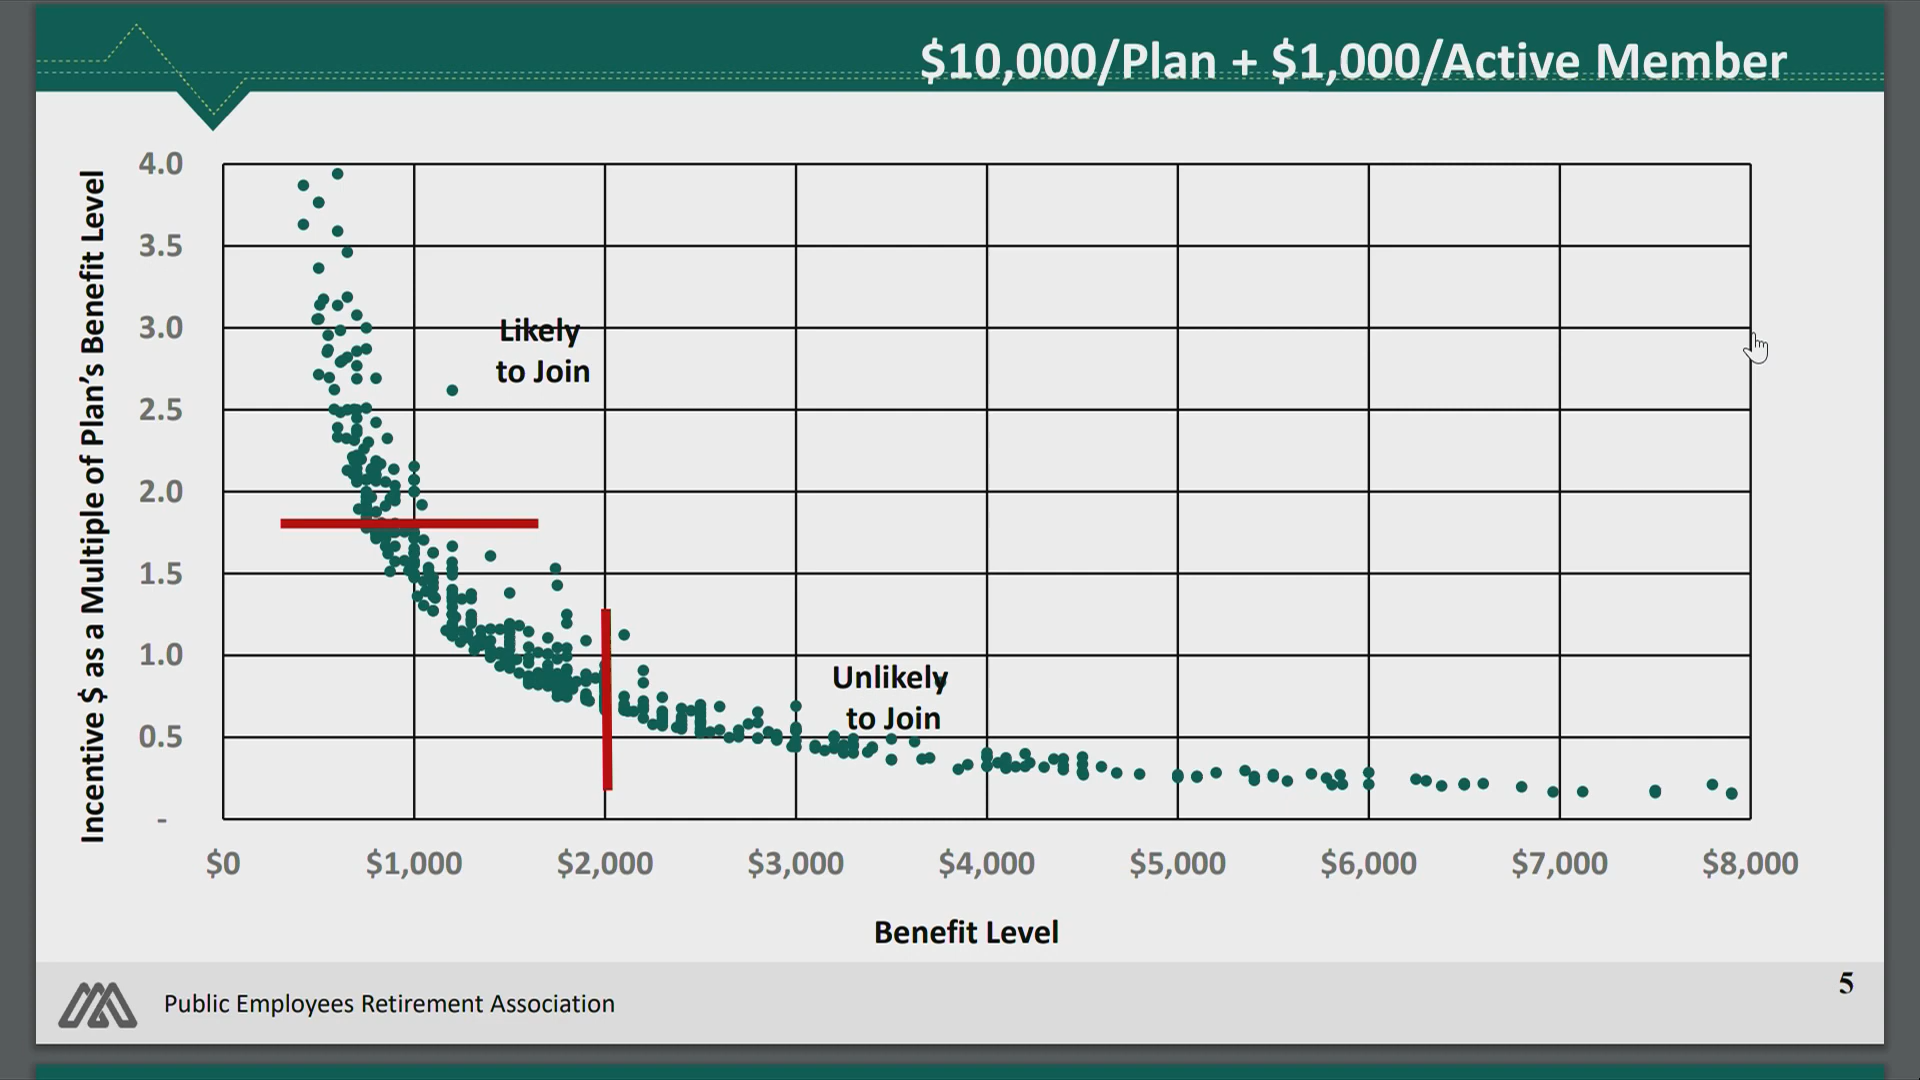 $10,000/Plan + $1,000/Active Member
Incentive $ as a Multiple of Plan's Benefit Level
4.0
3.5
3.0
2.5
2.0
1.5
1.0
0.5
-
Likely
to Join
Unlikely
to Join
$0 $1,000 $2,000 $3,000 $4,000 $5,000 $6,000 $7,000 $8,000
Benefit Level
Public Employees Retirement Association
5